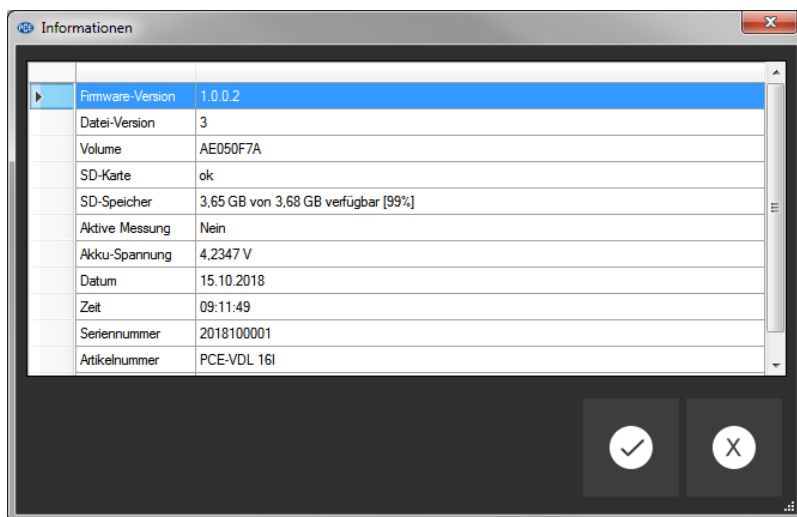 PCE Informationen
Firmware-Version 1.0.0.2
Datei-Version 3
Volume AE050F7A
SD-Karte ok
SD-Speicher 3,65 GB von 3,68 GB verfügbar [99%]
Aktive Messung Nein
Akku-Spannung 4,2347 V
Datum 15.10.2018
Zeit 09:11:49
Seriennummer 2018100001
Artikelnummer PCE-VDL 16I
X